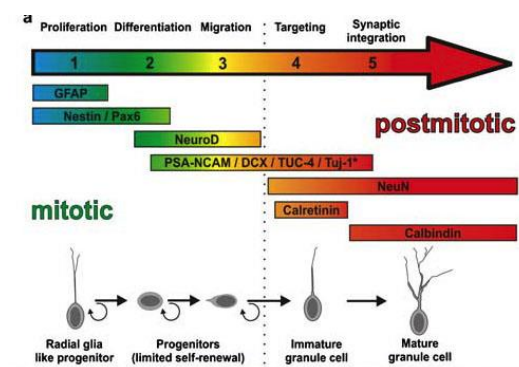 a
Proliferation Differentiation Migration Targeting Synaptic
integration
1 2 3 4 5
GFAP
Nestin / Pax6
postmitotic
NeuroD
PSA-NCAM / DCX / TUC-4 / Tuj-1*
NeuN
mitotic
Calretinin
Calbindin
Radial glia
like progenitor
Progenitors
(limited self-renewal)
Immature
granule cell
Mature
granule cell